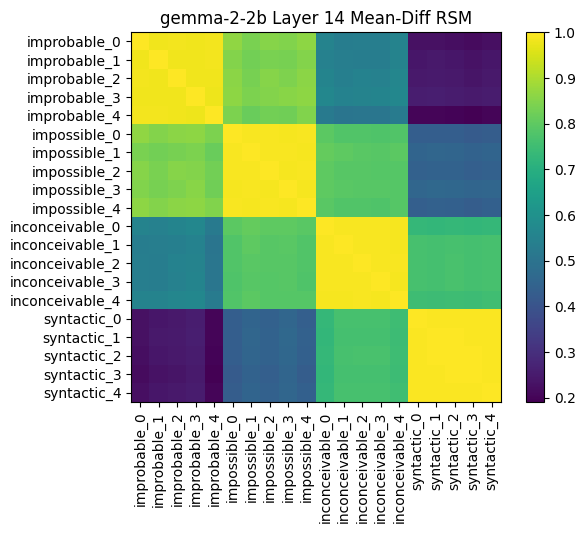 gemma-2-2b Layer 14 Mean-Diff RSM
improbable_0
improbable_1
improbable_2
improbable_3
improbable_4
impossible_0
impossible_1
impossible_2
impossible_3
impossible_4
inconceivable_0
inconceivable_1
inconceivable_2
inconceivable_3
inconceivable_4
syntactic_0
syntactic_1
syntactic_2
syntactic_3
syntactic_4
improbable_0
improbable_1
improbable_2
improbable_3
improbable_4
impossible_0
impossible_1
impossible_2
impossible_3
impossible_4
inconceivable_0
inconceivable_1
inconceivable_2
inconceivable_3
inconceivable_4
syntactic_0
syntactic_1
syntactic_2
syntactic_3
syntactic_4
1.0
0.9
0.8
0.7
0.6
0.5
0.4
0.3
0.2